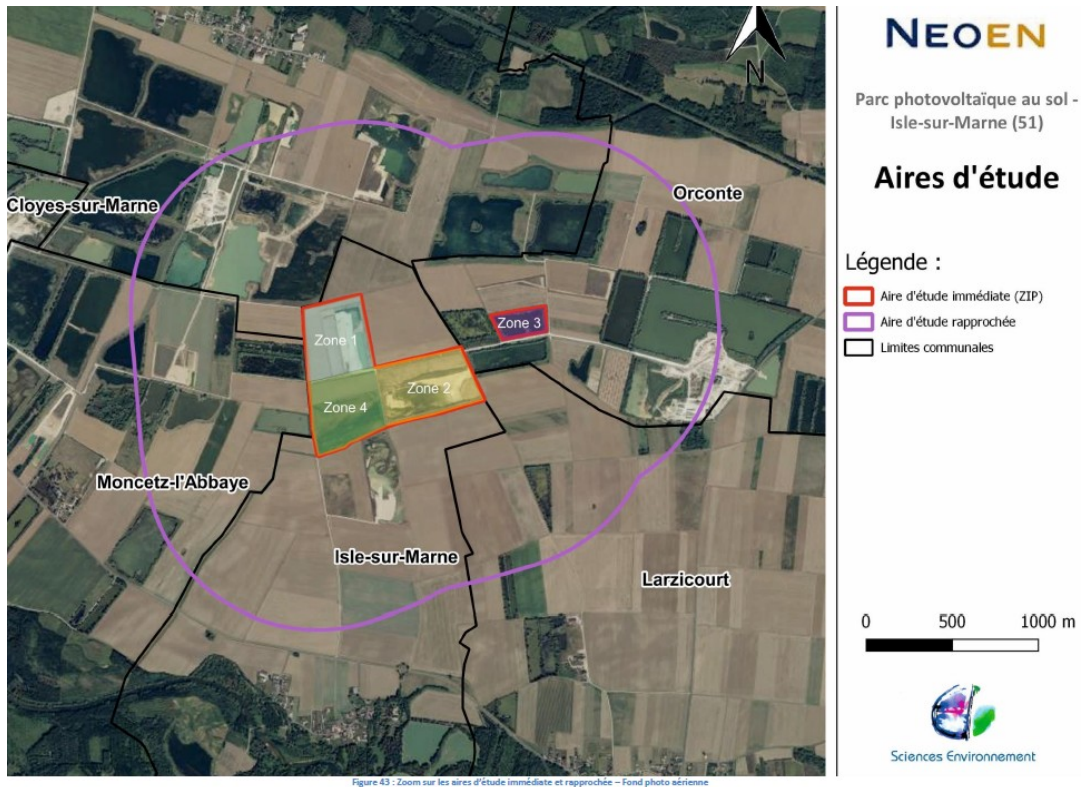 N
Cloyes-sur-Marne
Orconte
Zone 1
Zone 3
Zone 2
Zone 4
Moncetz-l'Abbaye
Isle-sur-Marne
Larzicourt
NEOEN
Parc photovoltaïque au sol -
Isle-sur-Marne (51)
Aires d'étude
Légende :
Aire d'étude immédiate (ZIP)
Aire d'étude rapprochée
Limites communales
0 500 1000 m
Sciences Environnement
Figure 43 : Zoom sur les aires d'étude immédiate et rapprochée – Fond photo aérienne